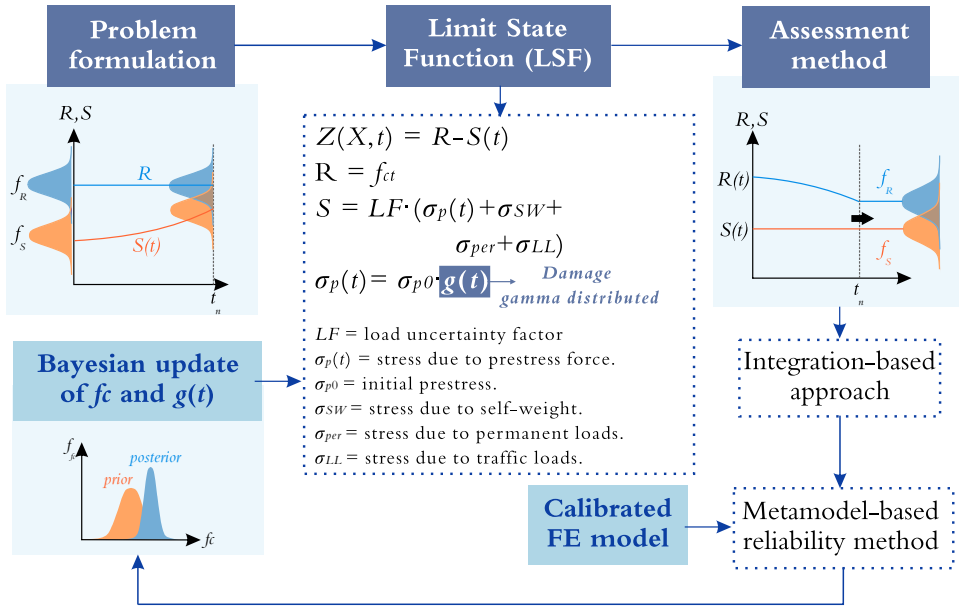 Problem
formulation
Limit State
Function (LSF)
Assessment
method
R, S
f_R
R
f_S
S(t)
t_n
Z(X,t) = R-S(t)
R = f_ct
S = LF·(σ_p(t)+σ_SW+
σ_per+σ_LL)
σ_p(t)= σ_p0·g(t)
Damage
gamma distributed
LF = load uncertainty factor
σ_p(t) = stress due to prestress force.
σ_p0 = initial prestress.
σ_SW = stress due to self-weight.
σ_per = stress due to permanent loads.
σ_LL = stress due to traffic loads.
R, S
R(t)
f_R
S(t)
f_S
t_n
Integration-based
approach
Bayesian update
of fc and g(t)
f_fc
posterior
prior
fc
Calibrated
FE model
Metamodel-based
reliability method